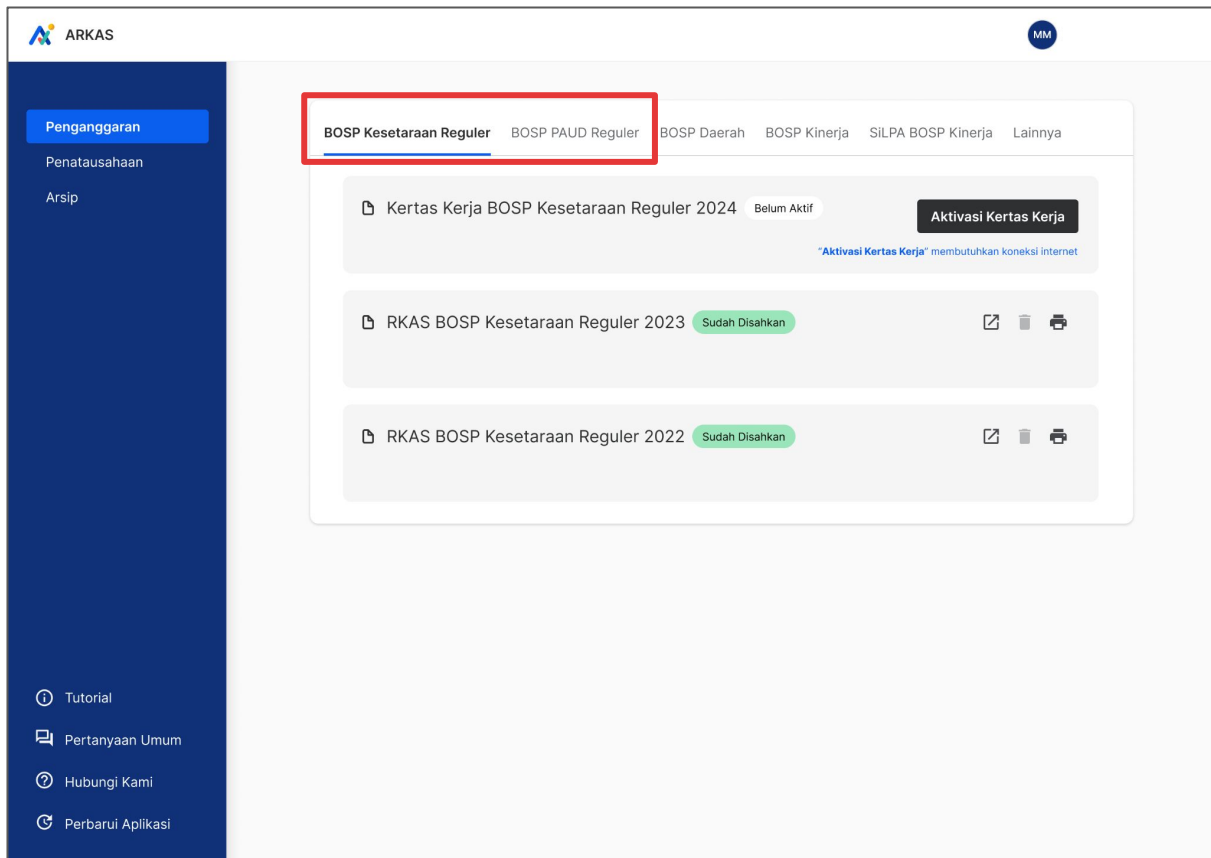 ARKAS
MM
Penganggaran
Penatausahaan
Arsip
BOSP Kesetaraan Reguler BOSP PAUD Reguler BOSP Daerah BOSP Kinerja SiLPA BOSP Kinerja Lainnya
Kertas Kerja BOSP Kesetaraan Reguler 2024 Belum Aktif
Aktivasi Kertas Kerja
"Aktivasi Kertas Kerja" membutuhkan koneksi internet
RKAS BOSP Kesetaraan Reguler 2023 Sudah Disahkan
RKAS BOSP Kesetaraan Reguler 2022 Sudah Disahkan
Tutorial
Pertanyaan Umum
Hubungi Kami
Perbarui Aplikasi